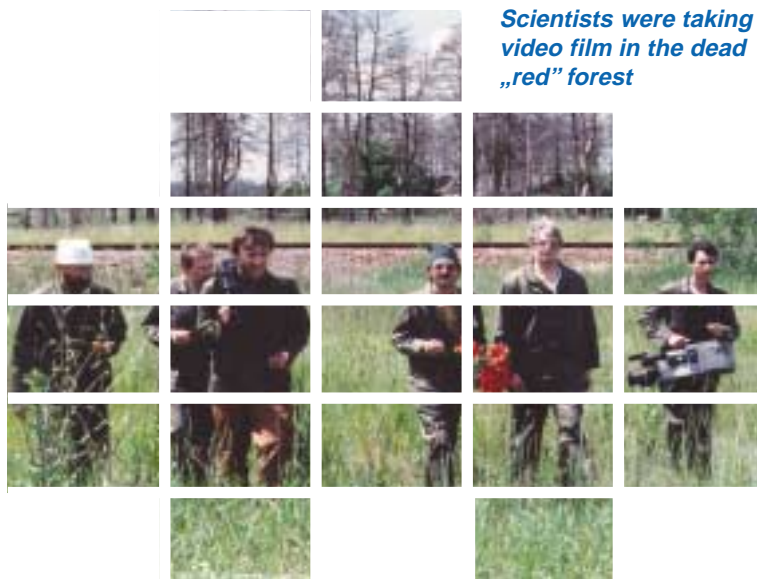 Scientists were taking
video film in the dead
„red” forest